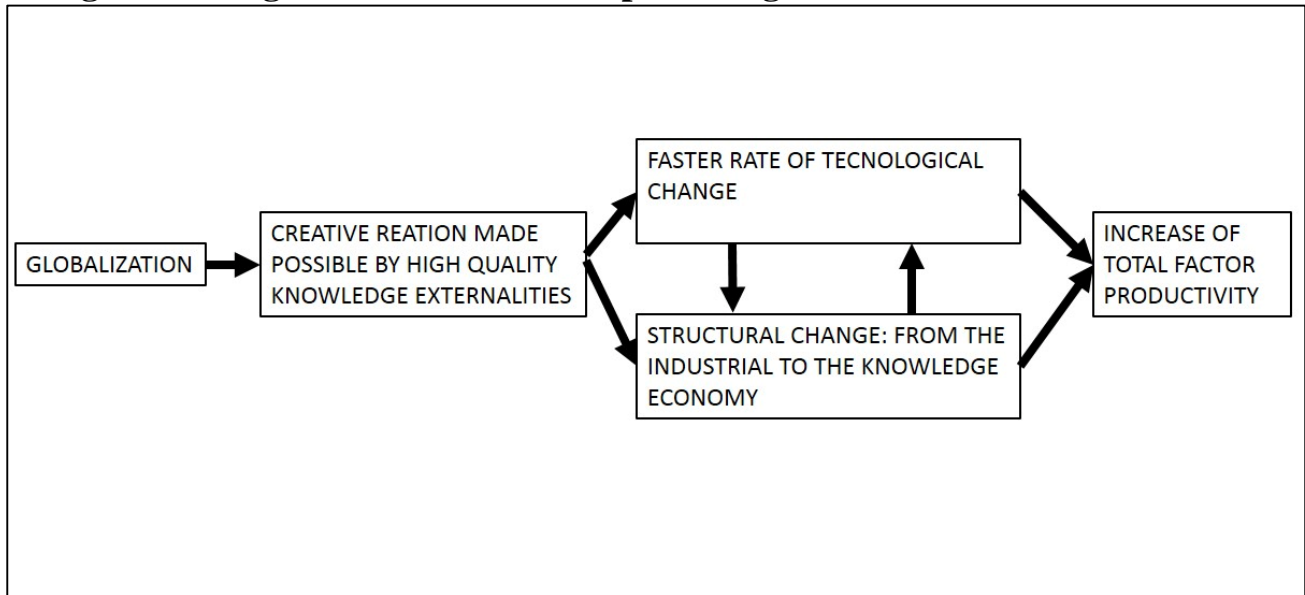 GLOBALIZATION
CREATIVE REATION MADE
POSSIBLE BY HIGH QUALITY
KNOWLEDGE EXTERNALITIES
FASTER RATE OF TECNOLOGICAL
CHANGE
STRUCTURAL CHANGE: FROM THE
INDUSTRIAL TO THE KNOWLEDGE
ECONOMY
INCREASE OF
TOTAL FACTOR
PRODUCTIVITY